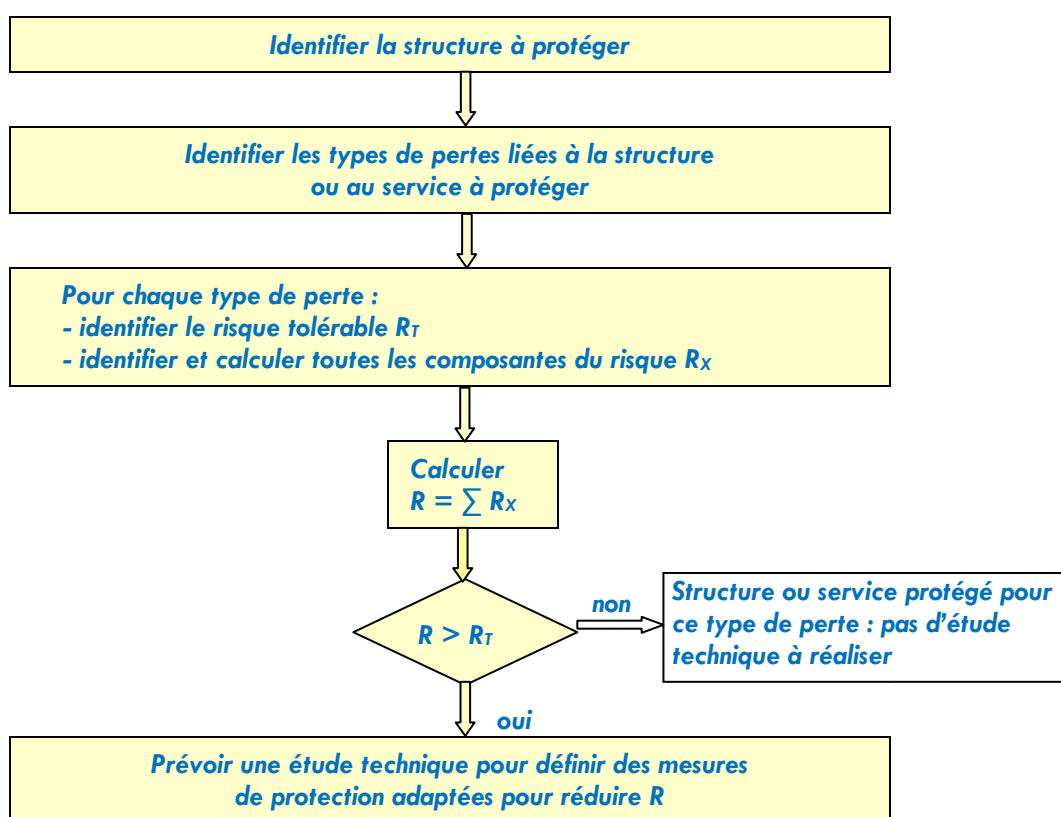 Identifier la structure à protéger
Identifier les types de pertes liées à la structure
ou au service à protéger
Pour chaque type de perte :
- identifier le risque tolérable RT
- identifier et calculer toutes les composantes du risque RX
Calculer
R = ∑ RX
R > RT
non
Structure ou service protégé pour
ce type de perte : pas d'étude
technique à réaliser
oui
Prévoir une étude technique pour définir des mesures
de protection adaptées pour réduire R